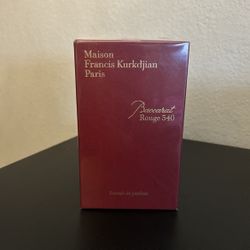 Maison
Francis Kurkdjian
Paris
Baccarat
Rouge 540
Extrait de parfum